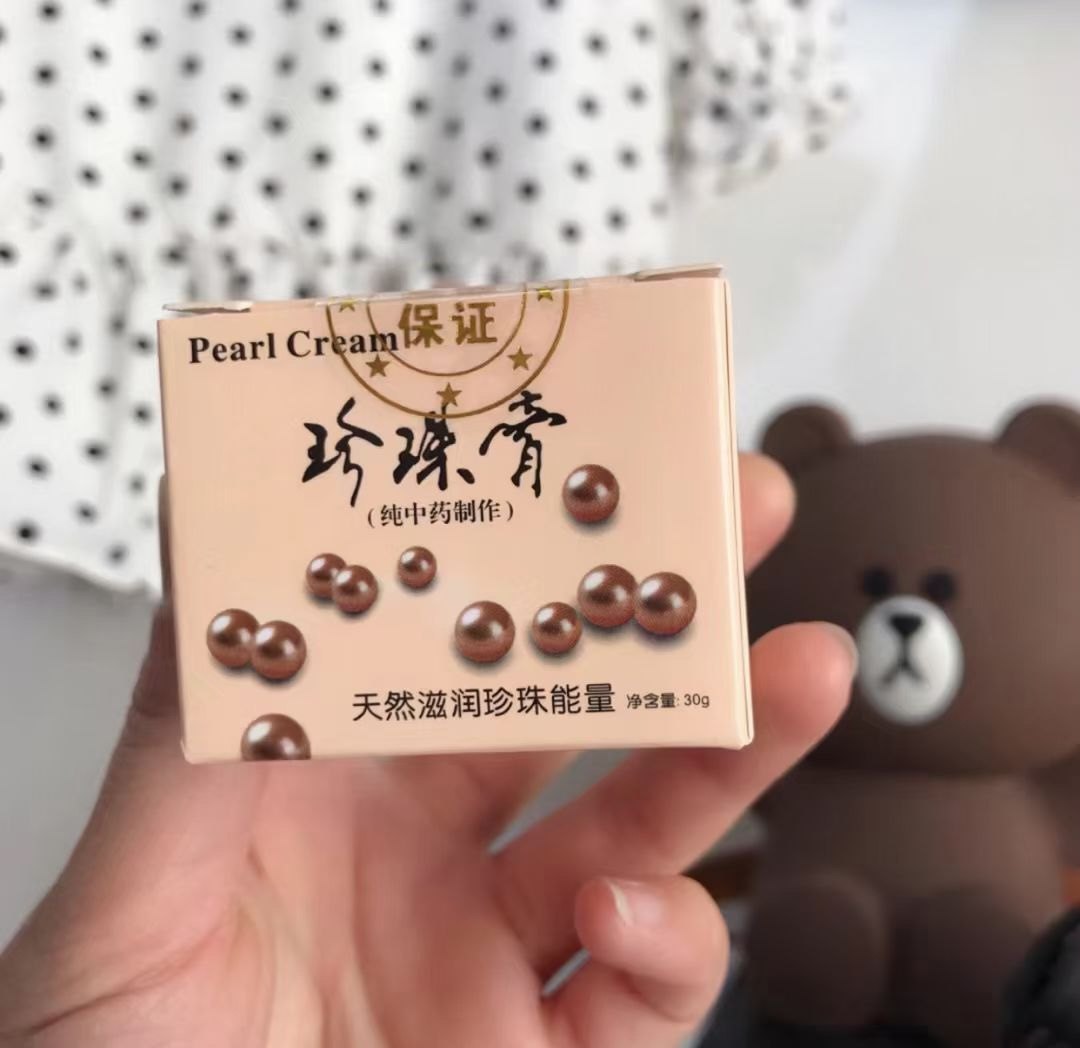 Pearl Cream
保证
珍珠膏
(纯中药制作)
天然滋润珍珠能量 净含量: 30g